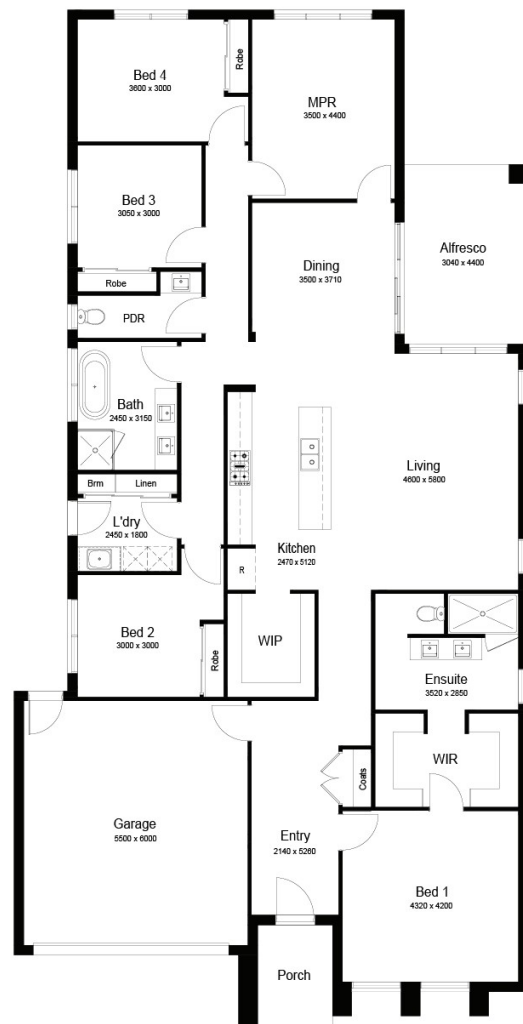 Bed 4
3600 x 3000
Robe
MPR
3500 x 4400
Bed 3
3050 x 3000
Robe
Dining
3500 x 3710
Alfresco
3040 x 4400
PDR
Bath
2450 x 3150
Brm
Linen
L'dry
2450 x 1800
Living
4600 x 5800
Kitchen
2470 x 5120
R
WIP
Bed 2
3000 x 3000
Robe
Ensuite
3520 x 2850
WIR
Coats
Garage
5500 x 6000
Entry
2140 x 5260
Bed 1
4320 x 4200
Porch